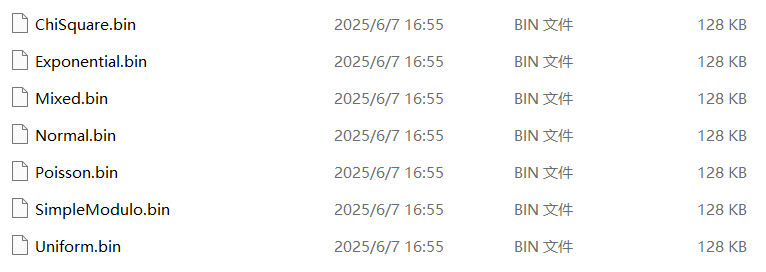 ChiSquare.bin 2025/6/7 16:55 BIN 文件 128 KB
Exponential.bin 2025/6/7 16:55 BIN 文件 128 KB
Mixed.bin 2025/6/7 16:55 BIN 文件 128 KB
Normal.bin 2025/6/7 16:55 BIN 文件 128 KB
Poisson.bin 2025/6/7 16:55 BIN 文件 128 KB
SimpleModulo.bin 2025/6/7 16:55 BIN 文件 128 KB
Uniform.bin 2025/6/7 16:55 BIN 文件 128 KB